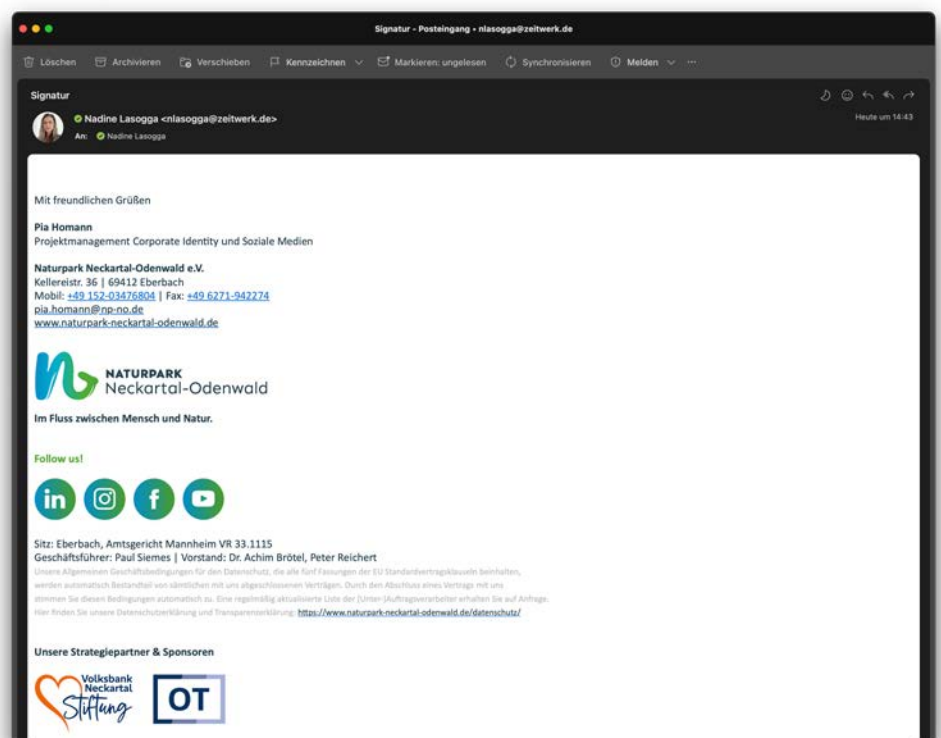 Signatur – Posteingang • nlasogga@zeitwerk.de
Löschen Archivieren Verschieben Kennzeichnen Markieren: ungelesen Synchronisieren Melden
Signatur
Nadine Lasogga <nlasogga@zeitwerk.de>
Heute um 14:43
An: Nadine Lasogga
Mit freundlichen Grüßen
Pia Homann
Projektmanagement Corporate Identity und Soziale Medien
Naturpark Neckartal-Odenwald e.V.
Kellereistr. 36 | 69412 Eberbach
Mobil: +49 152-03476804 | Fax: +49 6271-942274
pia.homann@np-no.de
www.naturpark-neckartal-odenwald.de
NATURPARK
Neckartal-Odenwald
Im Fluss zwischen Mensch und Natur.
Follow us!
in f
Sitz: Eberbach, Amtsgericht Mannheim VR 33.1115
Geschäftsführer: Paul Siemes | Vorstand: Dr. Achim Brötel, Peter Reichert
Unsere Allgemeinen Geschäftsbedingungen für den Datenschutz, die alle fünf Fassungen der EU Standardvertragsklauseln beinhalten,
werden automatisch Bestandteil von sämtlichen mit uns abgeschlossenen Verträgen. Durch den Abschluss eines Vertrags mit uns
stimmen Sie diesen Bedingungen automatisch zu. Eine regelmäßig aktualisierte Liste der (Unter-)Auftragsverarbeiter erhalten Sie auf Anfrage.
Hier finden Sie unsere Datenschutzerklärung und Transparenzerklärung: https://www.naturpark-neckartal-odenwald.de/datenschutz/
Unsere Strategiepartner & Sponsoren
Volksbank
Neckartal
Stiftung
OT